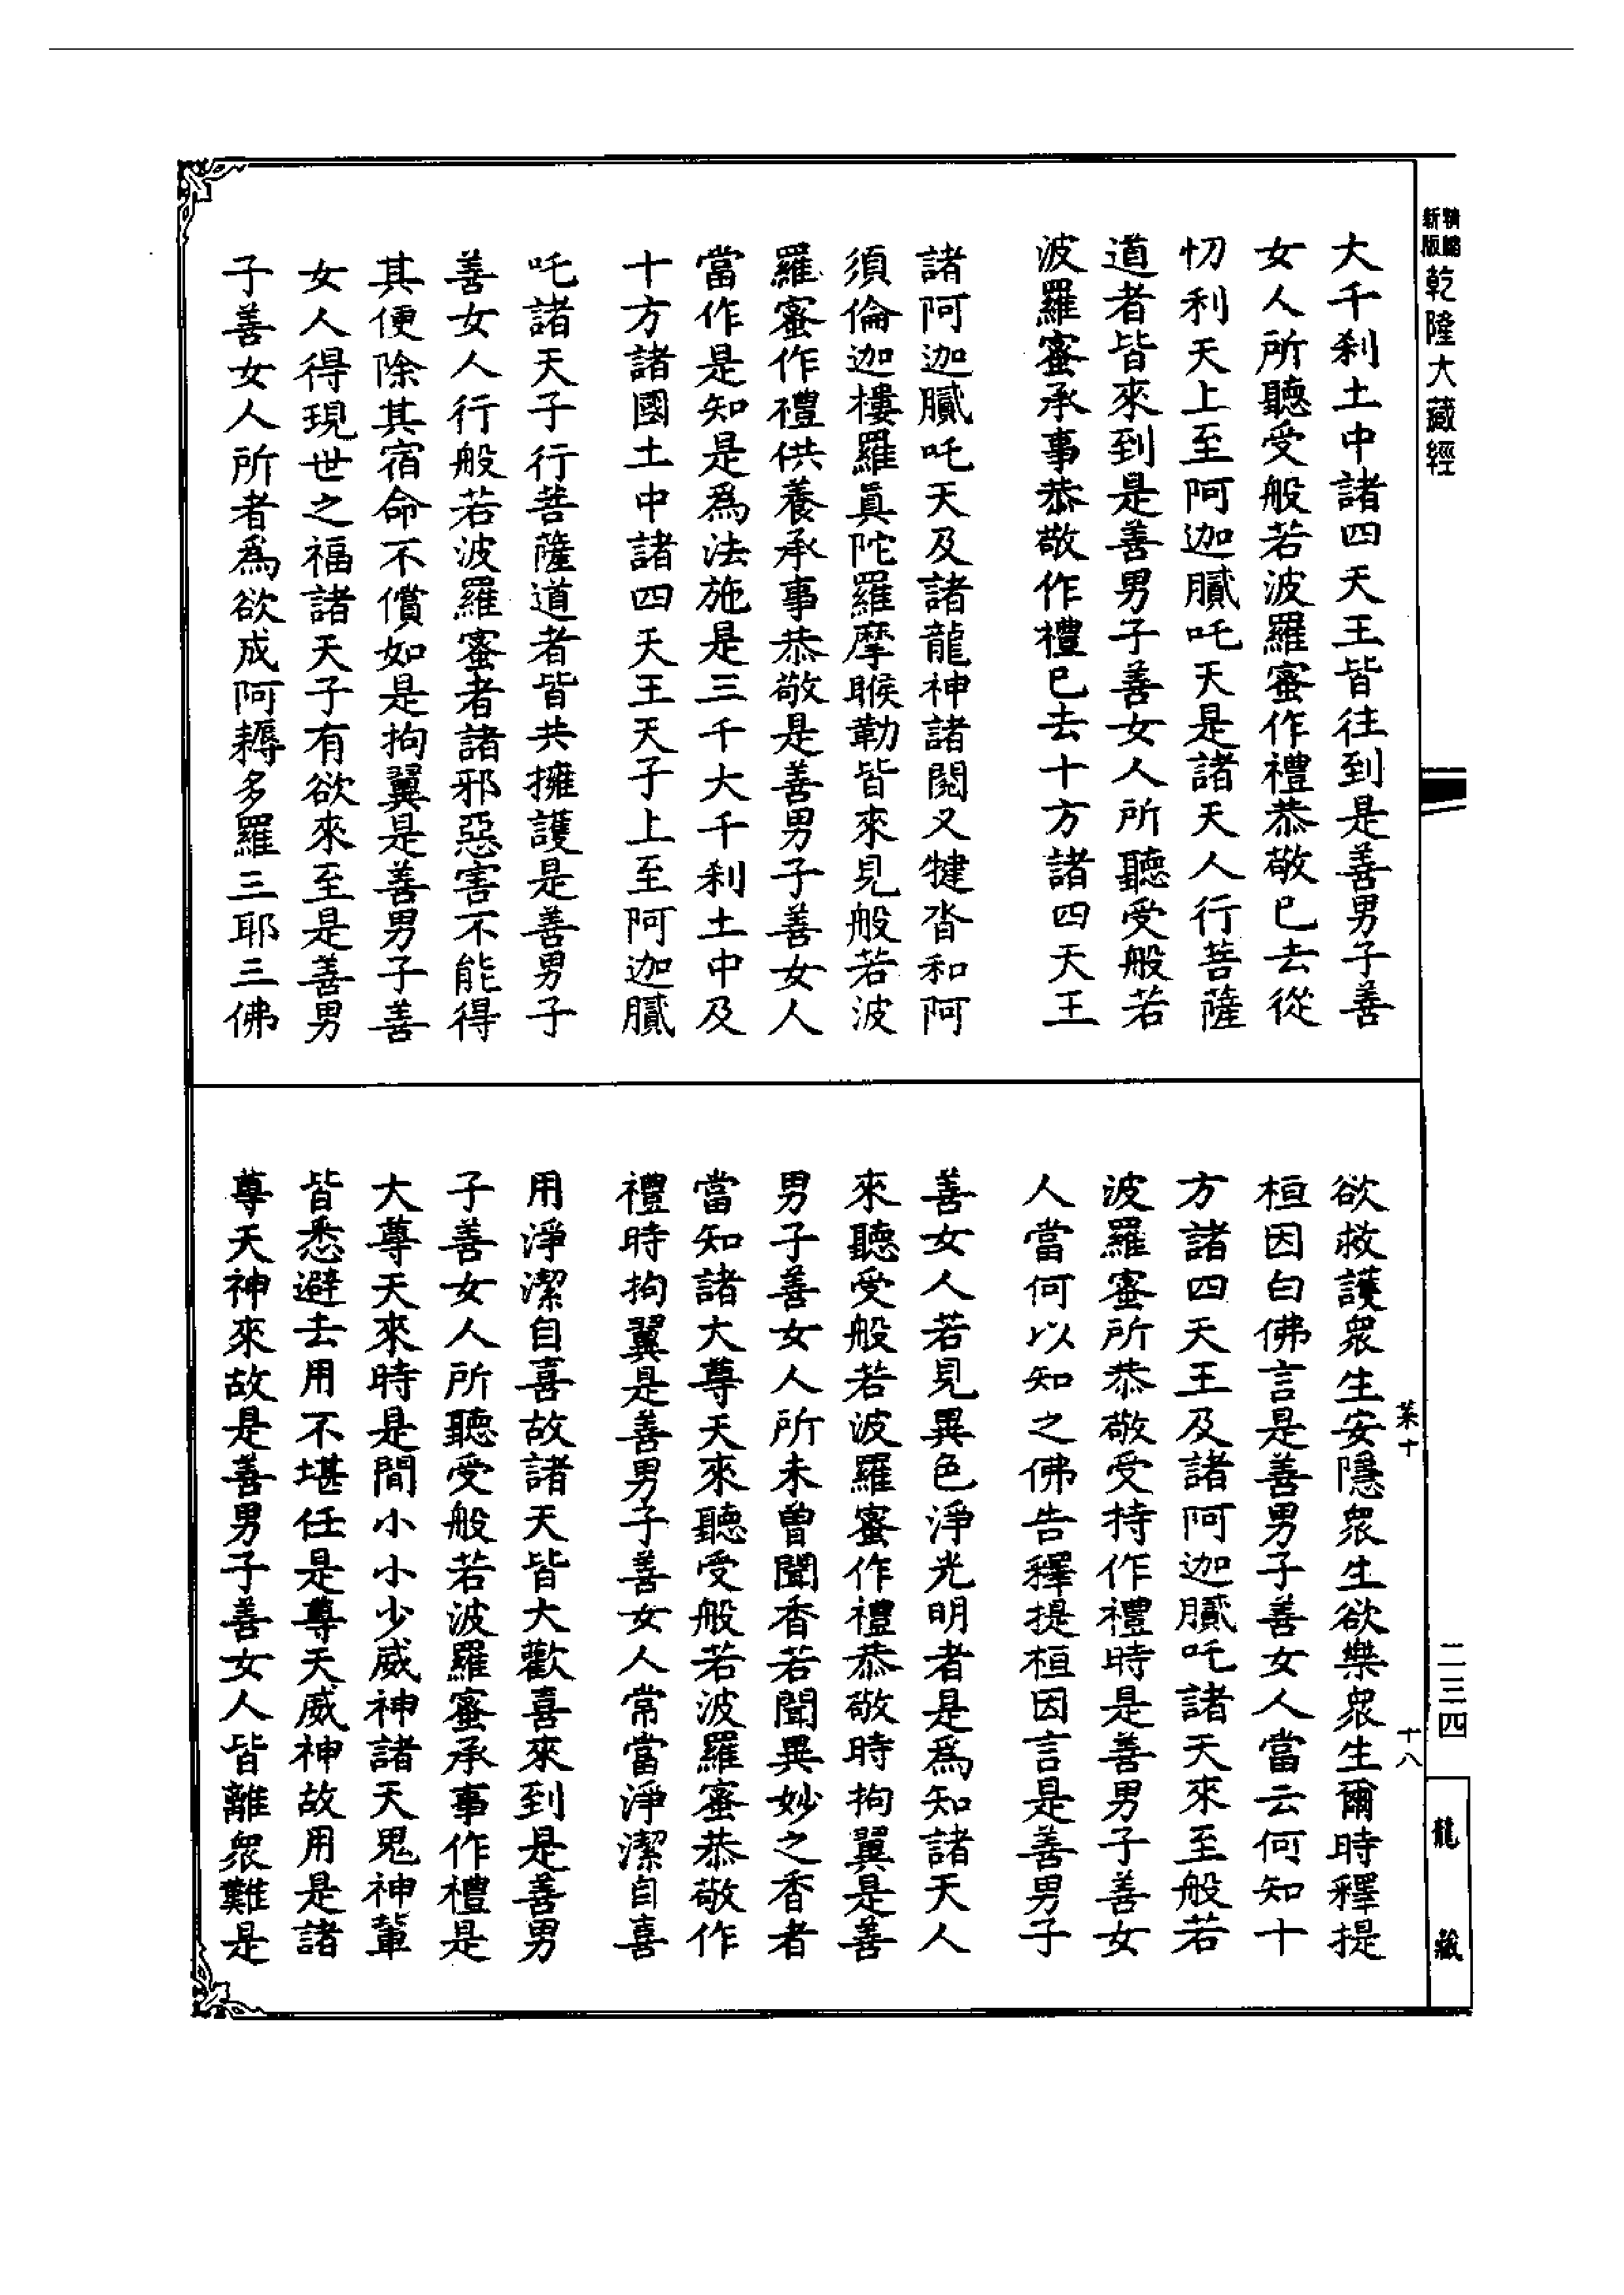 新編
精版
乾隆大藏經
大千剎土中諸四天王皆往到是善男子善
女人所聽受般若波羅蜜作禮恭敬已去從
忉利天上至阿迦膩吒天是諸天人行菩薩
道者皆來到是善男子善女人所聽受般若
波羅蜜承事恭敬作禮已去十方諸四天王
諸阿迦膩吒天及諸龍神諸閱叉犍沓和阿
須倫迦樓羅真陀羅摩睺勒皆來見般若波
羅蜜作禮供養承事恭敬是善男子善女人
當作是知是為法施是三千大千剎土中及
十方諸國土中諸四天王天子上至阿迦膩
吒諸天子行菩薩道者皆共擁護是善男子
善女人行般若波羅蜜者諸邪惡害不能得
其便除其宿命不償如是拘翼是善男子善
女人得現世之福諸天子有欲來至是善男
子善女人所者為欲成阿耨多羅三耶三佛
欲救護眾生安隱眾生欲樂眾生爾時釋提
桓因白佛言是善男子善女人當云何知十
方諸四天王及諸阿迦膩吒諸天來至般若
波羅蜜所恭敬受持作禮時是善男子善女
人當何以知之佛告釋提桓因言是善男子
善女人若見異色淨光明者是為知諸天人
來聽受般若波羅蜜作禮恭敬時拘翼是善
男子善女人所未曾聞香若聞異妙之香者
當知諸大尊天來聽受般若波羅蜜恭敬作
禮時拘翼是善男子善女人常當淨潔自喜
用淨潔自喜故諸天皆大歡喜來到是善男
子善女人所聽受般若波羅蜜承事作禮是
大尊天來時是間小小少威神諸天鬼神輩
皆悉避去用不堪任是尊天威神故用是諸
尊天神來故是善男子善女人皆離眾難是
菜十
十八
二三四
龍藏